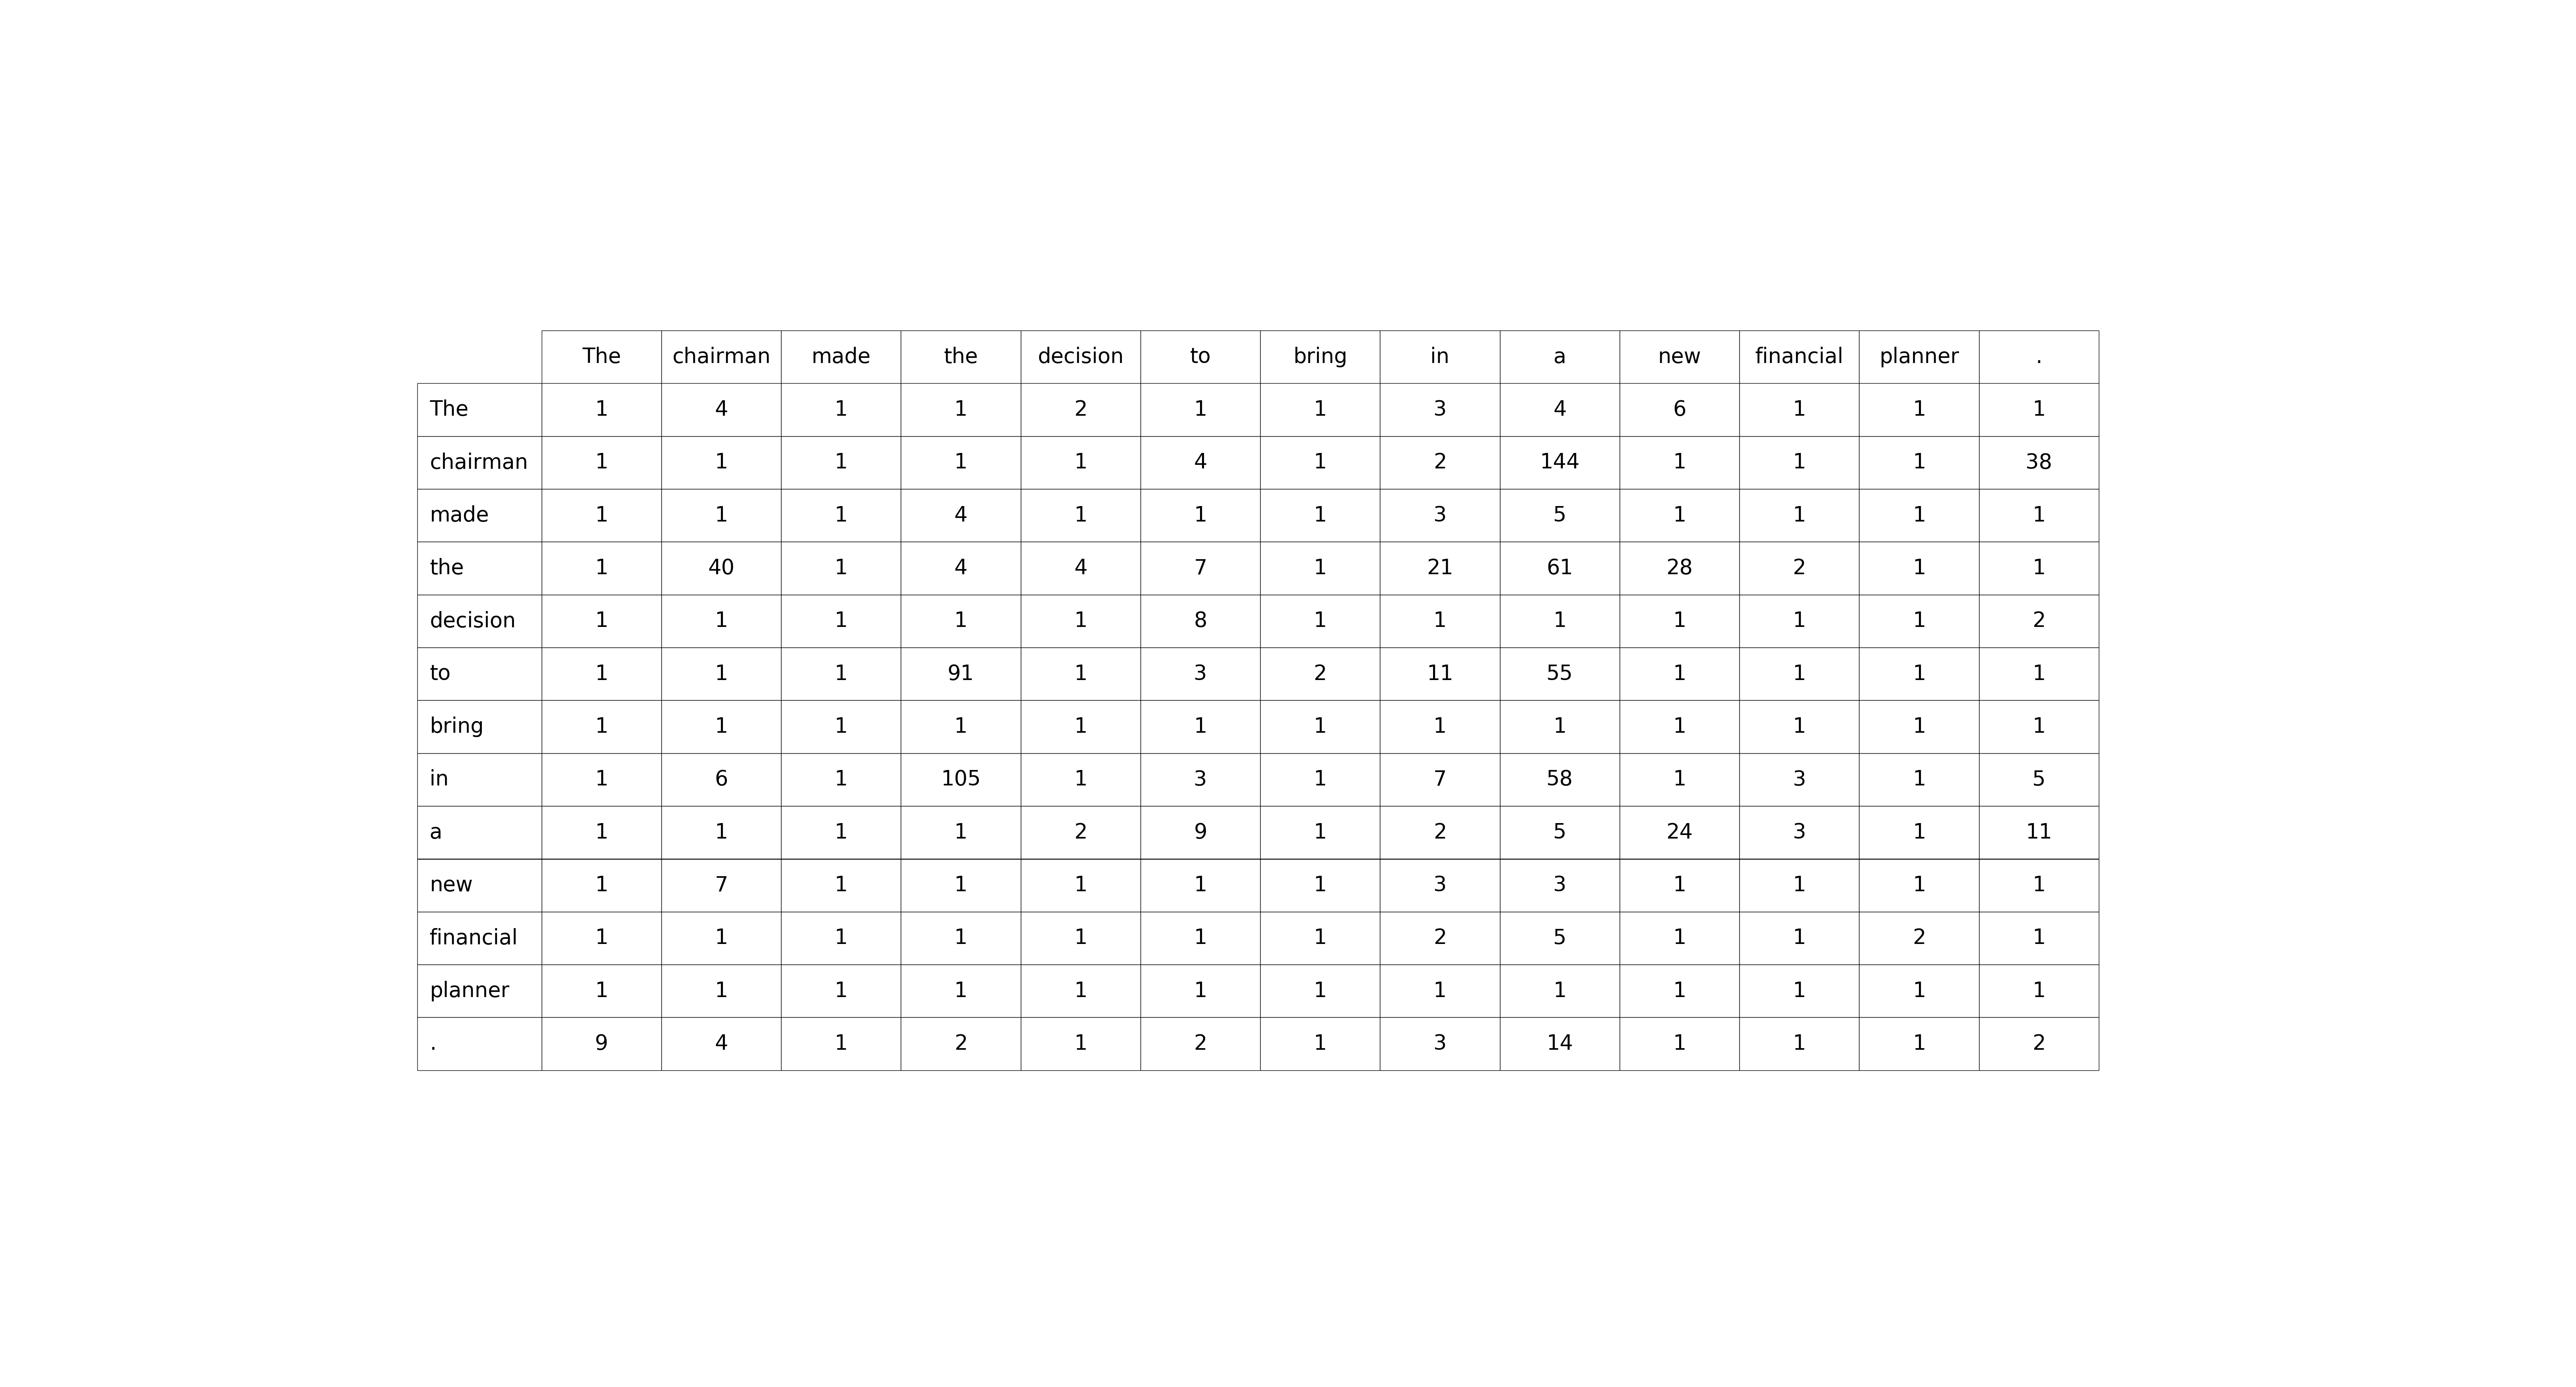 The chairman made the decision to bring in a new financial planner .
The 1 4 1 1 2 1 1 3 4 6 1 1 1
chairman 1 1 1 1 1 4 1 2 144 1 1 1 38
made 1 1 1 4 1 1 1 3 5 1 1 1 1
the 1 40 1 4 4 7 1 21 61 28 2 1 1
decision 1 1 1 1 1 8 1 1 1 1 1 1 2
to 1 1 1 91 1 3 2 11 55 1 1 1 1
bring 1 1 1 1 1 1 1 1 1 1 1 1 1
in 1 6 1 105 1 3 1 7 58 1 3 1 5
a 1 1 1 1 2 9 1 2 5 24 3 1 11
new 1 7 1 1 1 1 1 3 3 1 1 1 1
financial 1 1 1 1 1 1 1 2 5 1 1 2 1
planner 1 1 1 1 1 1 1 1 1 1 1 1 1
. 9 4 1 2 1 2 1 3 14 1 1 1 2